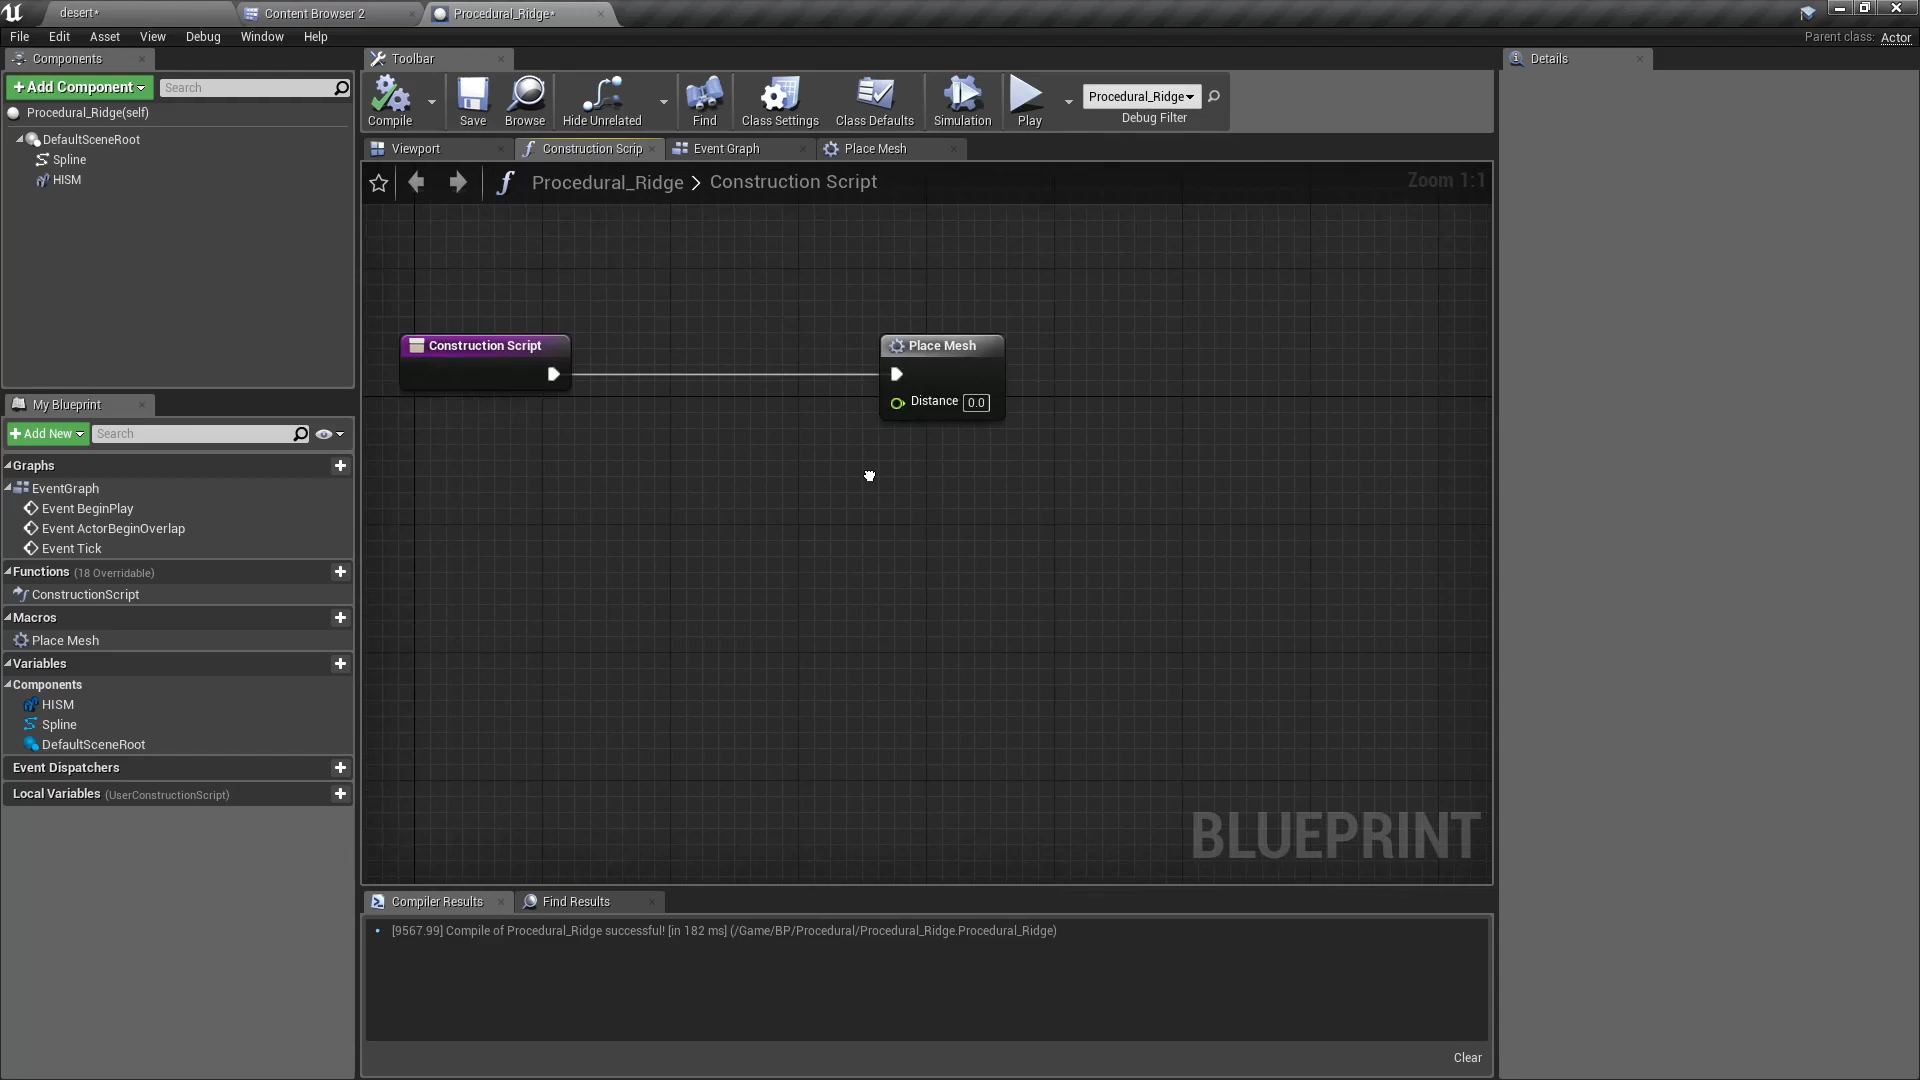 desert*
Content Browser 2
Procedural_Ridge*
File Edit Asset View Debug Window Help
Parent class: Actor
Components
+Add Component
Search
Procedural_Ridge(self)
DefaultSceneRoot
Spline
HISM
My Blueprint
+Add New
Search
Graphs
EventGraph
Event BeginPlay
Event ActorBeginOverlap
Event Tick
Functions (18 Overridable)
ConstructionScript
Macros
Place Mesh
Variables
Components
HISM
Spline
DefaultSceneRoot
Event Dispatchers
Local Variables (UserConstructionScript)
Toolbar
Compile
Save
Browse
Hide Unrelated
Find
Class Settings
Class Defaults
Simulation
Play
Procedural_Ridge
Debug Filter
Viewport
Construction Scrip
Event Graph
Place Mesh
Procedural_Ridge > Construction Script
Zoom 1:1
Construction Script
Place Mesh
Distance 0.0
BLUEPRINT
Compiler Results
Find Results
[9567.99] Compile of Procedural_Ridge successful! [in 182 ms] (/Game/BP/Procedural/Procedural_Ridge.Procedural_Ridge)
Clear
Details